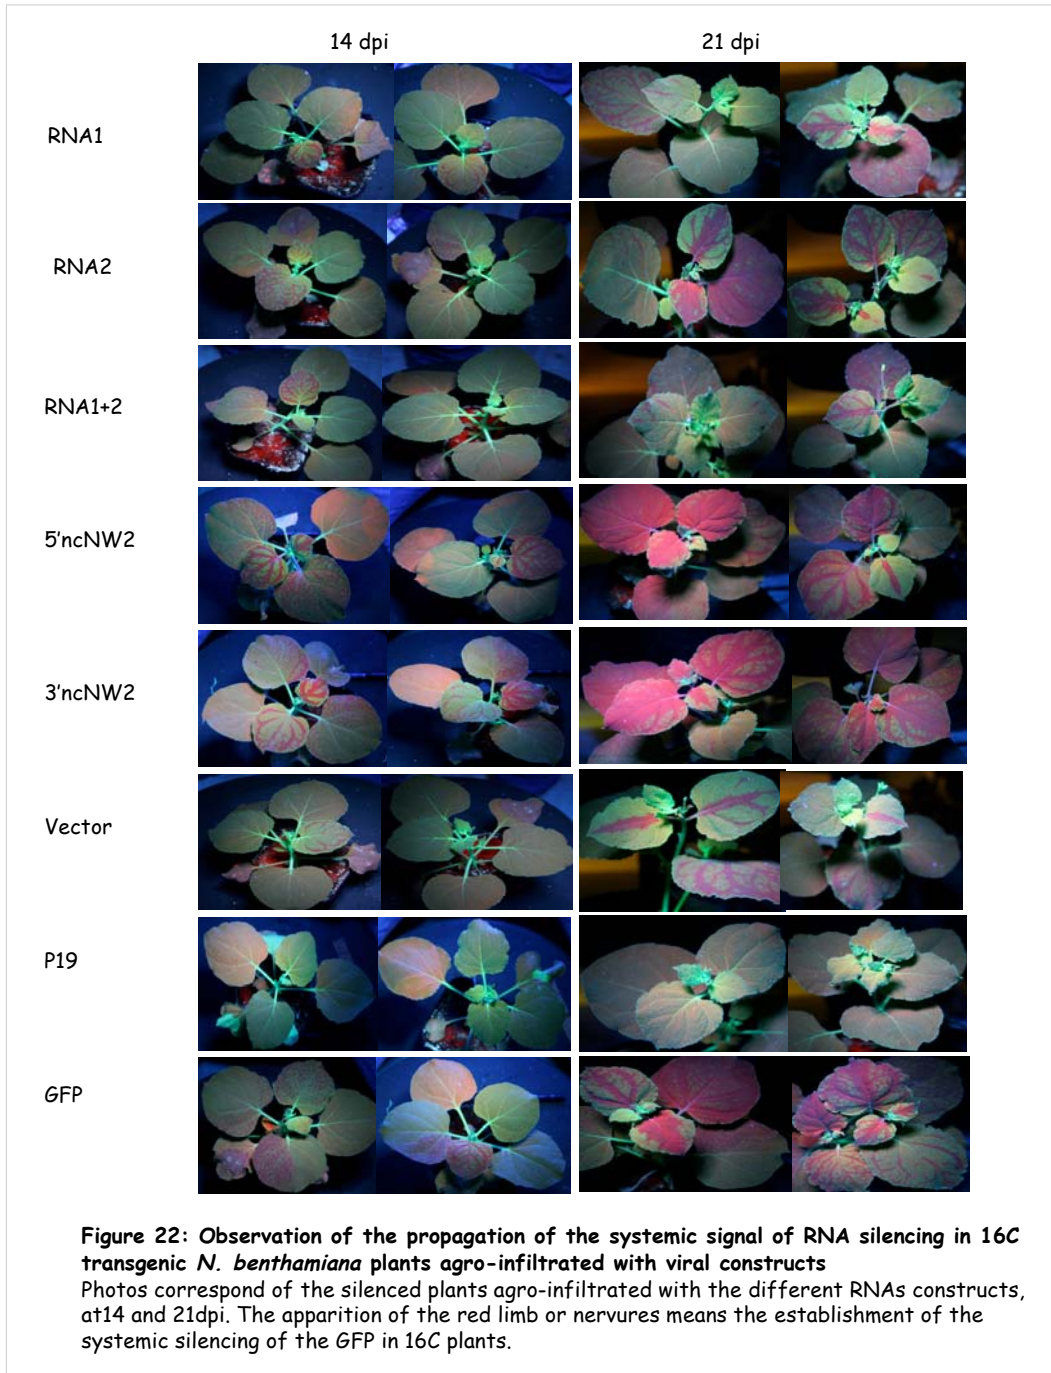 14 dpi 21 dpi
RNA1
RNA2
RNA1+2
5'ncNW2
3'ncNW2
Vector
P19
GFP
Figure 22: Observation of the propagation of the systemic signal of RNA silencing in 16C
transgenic N. benthamiana plants agro-infiltrated with viral constructs
Photos correspond of the silenced plants agro-infiltrated with the different RNAs constructs,
at14 and 21dpi. The apparition of the red limb or nervures means the establishment of the
systemic silencing of the GFP in 16C plants.